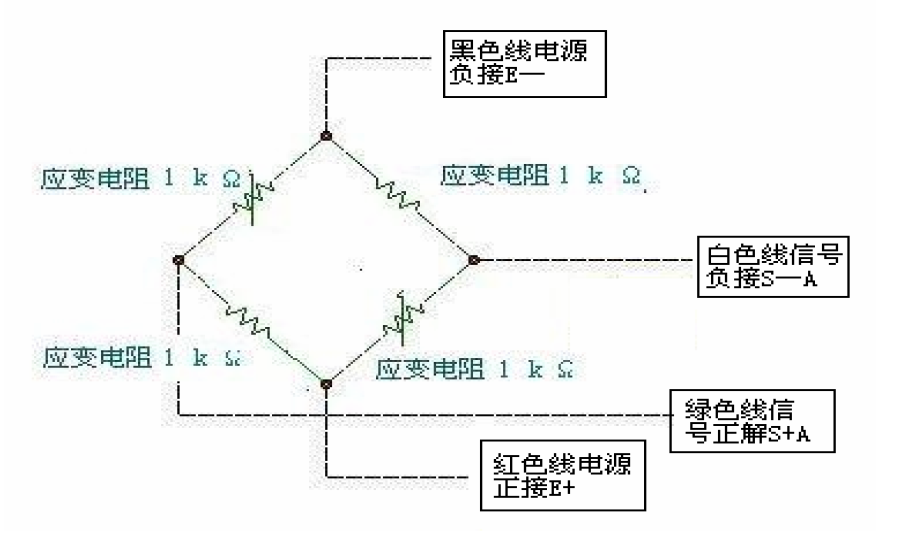 黑色线电源
负接E—
应变电阻 1 k Ω
应变电阻 1 k Ω
白色线信号
负接S—A
应变电阻 1 k Ω
应变电阻 1 k Ω
绿色线信
号正解S+A
红色线电源
正接E+